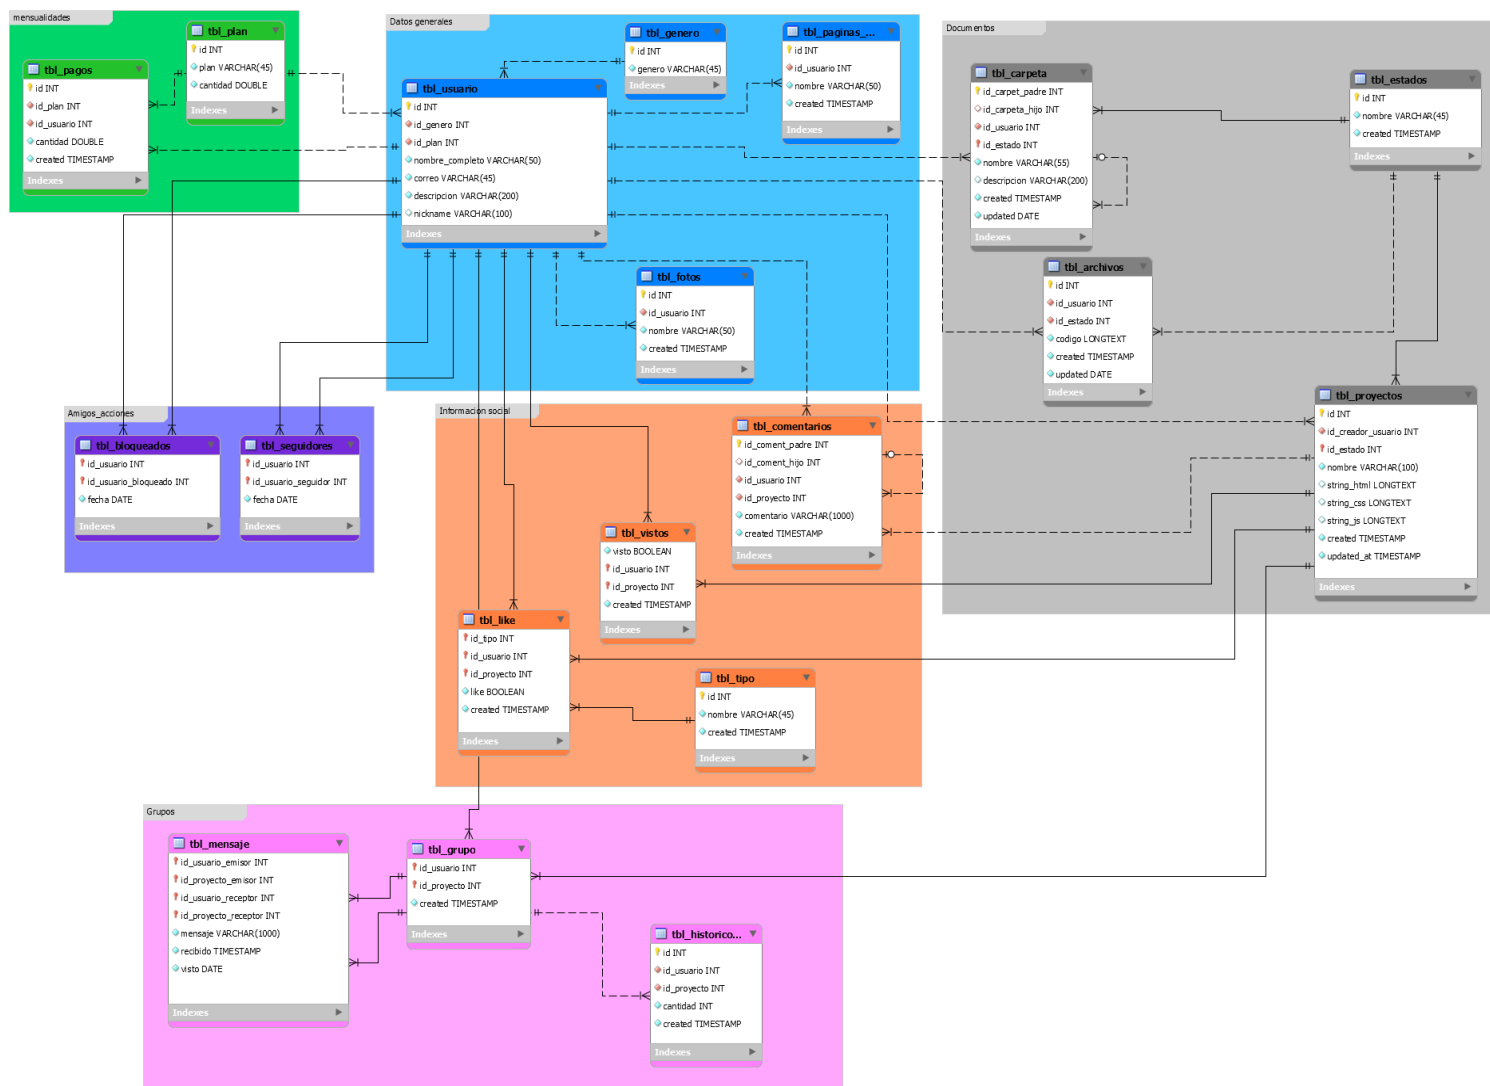 mensualidades
tbl_plan
id INT
plan VARCHAR(45)
cantidad DOUBLE
Indexes
tbl_pagos
id INT
id_plan INT
id_usuario INT
cantidad DOUBLE
created TIMESTAMP
Indexes
Datos generales
tbl_genero
id INT
genero VARCHAR(45)
Indexes
tbl_paginas_...
id INT
id_usuario INT
nombre VARCHAR(50)
created TIMESTAMP
Indexes
tbl_usuario
id INT
id_genero INT
id_plan INT
nombre_completo VARCHAR(50)
correo VARCHAR(45)
descripcion VARCHAR(200)
nickname VARCHAR(100)
Indexes
tbl_fotos
id INT
id_usuario INT
nombre VARCHAR(50)
created TIMESTAMP
Indexes
Documentos
tbl_carpeta
id_carpet_padre INT
id_carpeta_hijo INT
id_usuario INT
id_estado INT
nombre VARCHAR(55)
descripcion VARCHAR(200)
created TIMESTAMP
updated DATE
Indexes
tbl_estados
id INT
nombre VARCHAR(45)
created TIMESTAMP
Indexes
tbl_archivos
id INT
id_usuario INT
id_estado INT
codigo LONGTEXT
created TIMESTAMP
updated DATE
Indexes
tbl_proyectos
id INT
id_creador_usuario INT
id_estado INT
nombre VARCHAR(100)
string_html LONGTEXT
string_css LONGTEXT
string_js LONGTEXT
created TIMESTAMP
updated_at TIMESTAMP
Indexes
Amigos_acciones
tbl_bloqueados
id_usuario INT
id_usuario_bloqueado INT
fecha DATE
Indexes
tbl_seguidores
id_usuario INT
id_usuario_seguidor INT
fecha DATE
Indexes
Informacion social
tbl_comentarios
id_coment_padre INT
id_coment_hijo INT
id_usuario INT
id_proyecto INT
comentario VARCHAR(1000)
created TIMESTAMP
Indexes
tbl_vistos
visto BOOLEAN
id_usuario INT
id_proyecto INT
created TIMESTAMP
Indexes
tbl_like
id_tipo INT
id_usuario INT
id_proyecto INT
like BOOLEAN
created TIMESTAMP
Indexes
tbl_tipo
id INT
nombre VARCHAR(45)
created TIMESTAMP
Indexes
Grupos
tbl_mensaje
id_usuario_emisor INT
id_proyecto_emisor INT
id_usuario_receptor INT
id_proyecto_receptor INT
mensaje VARCHAR(1000)
recibido TIMESTAMP
visto DATE
Indexes
tbl_grupo
id_usuario INT
id_proyecto INT
created TIMESTAMP
Indexes
tbl_historico...
id INT
id_usuario INT
id_proyecto INT
cantidad INT
created TIMESTAMP
Indexes